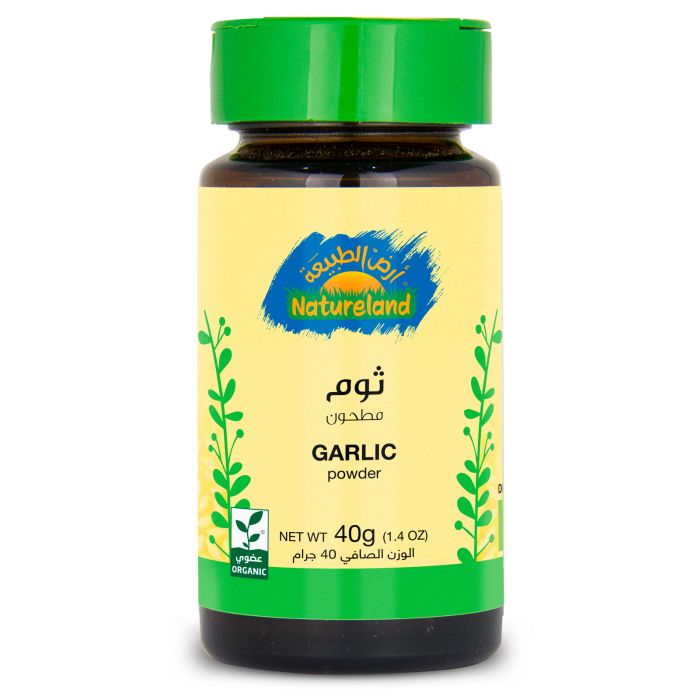 أرض الطبيعة
Natureland
ثوم
مطحون
GARLIC
powder
NET WT 40g (1.4 OZ)
الوزن الصافي 40 جرام
عضوي
ORGANIC